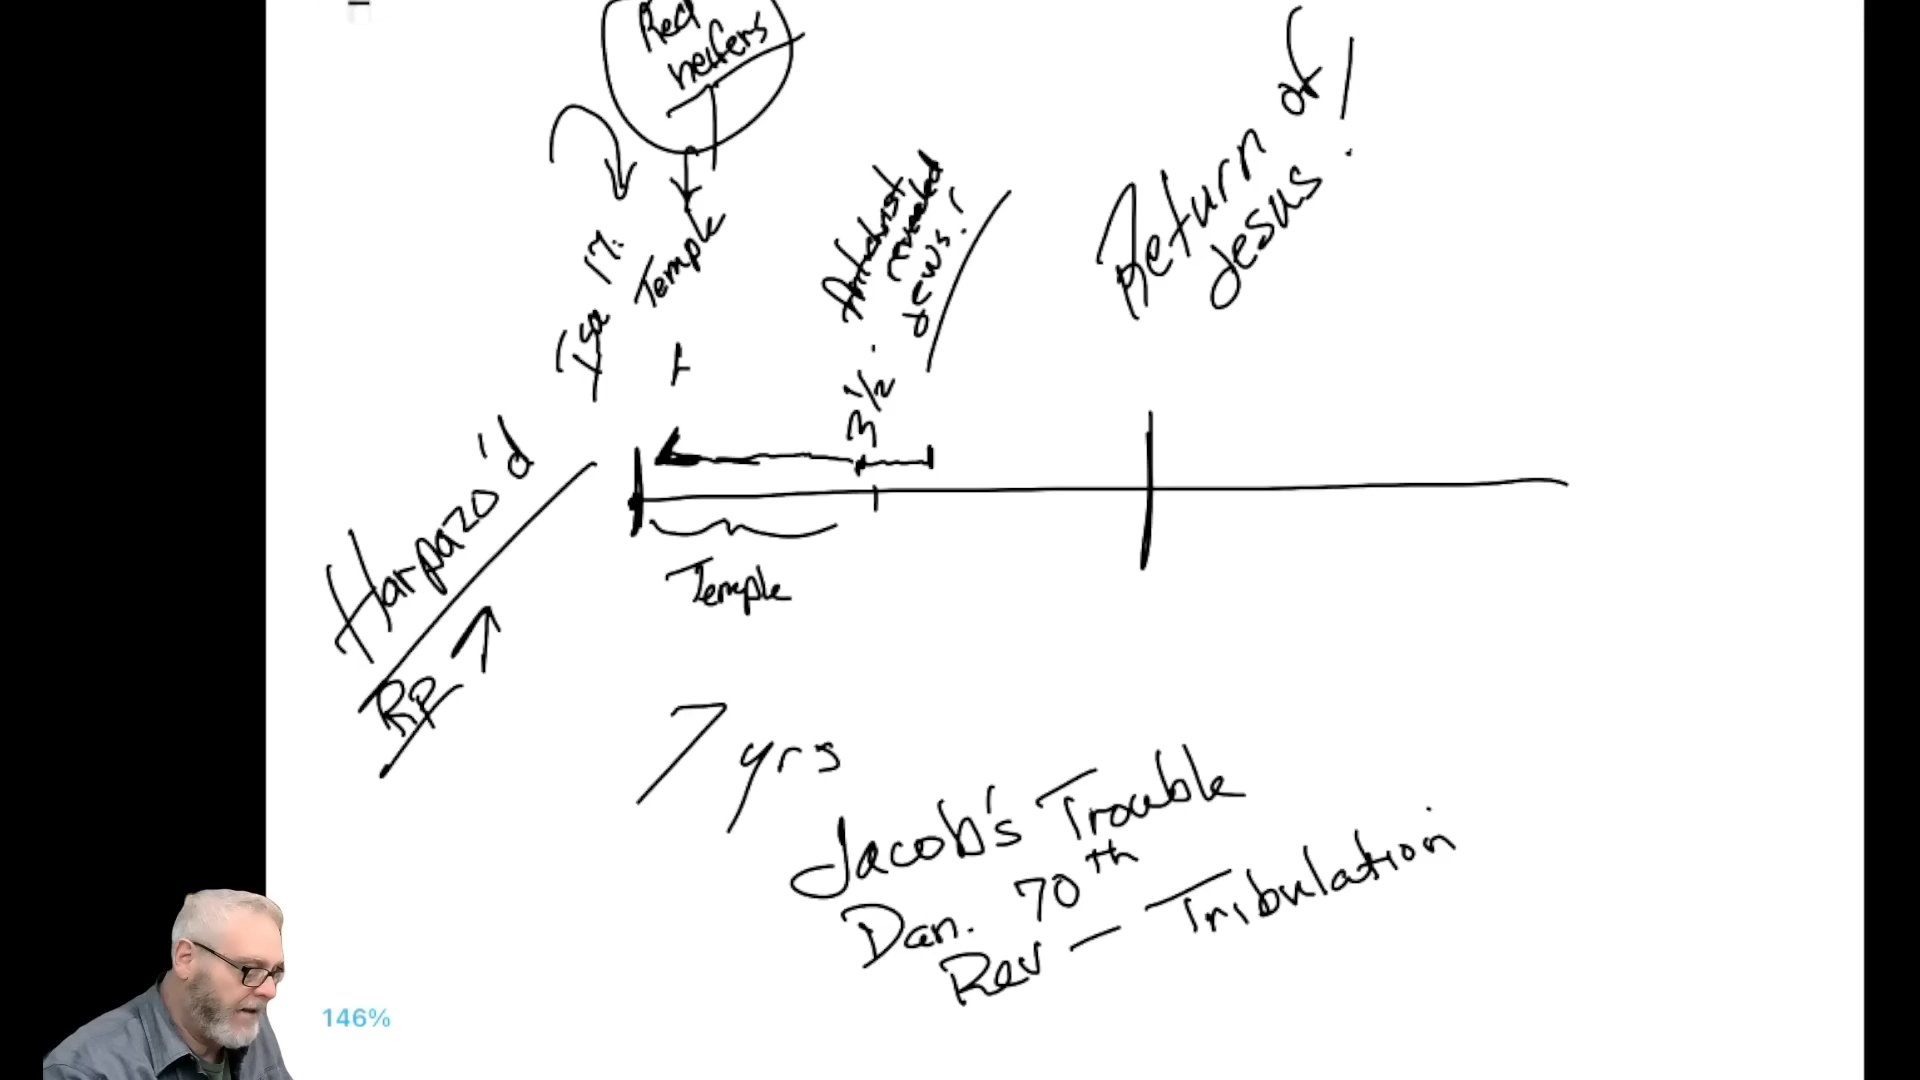 Red
heifers
Return of
Jesus!
Antichrist
revealed
Jews!
Isa 17:
Temple
3 1/2
Harpazo'd
Temple
7 yrs
Jacob's Trouble
Dan. 70th
Rev - Tribulation
146%